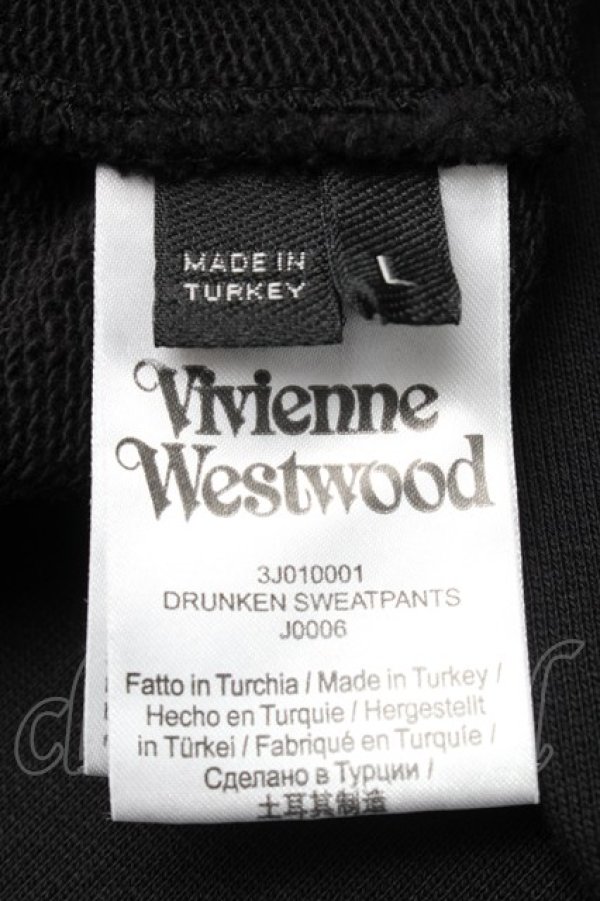 MADE IN
TURKEY
L
Vivienne
Westwood
3J010001
DRUNKEN SWEATPANTS
J0006
Fatto in Turchia / Made in Turkey /
Hecho en Turquie / Hergestellt
in Türkei / Fabriqué en Turquíe /
Сделано в Турции /
土耳其制造